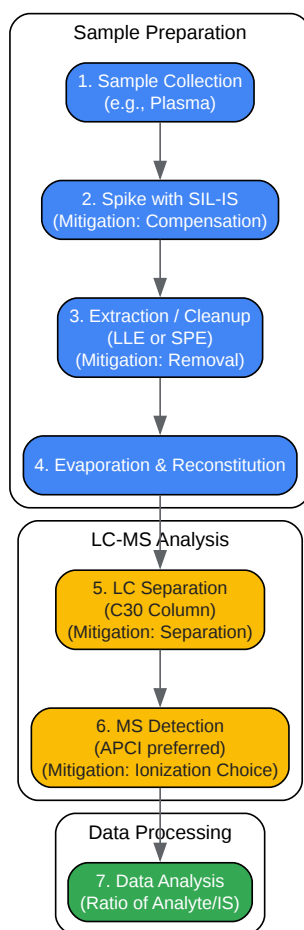 Sample Preparation
1. Sample Collection
(e.g., Plasma)
2. Spike with SIL-IS
(Mitigation: Compensation)
3. Extraction / Cleanup
(LLE or SPE)
(Mitigation: Removal)
4. Evaporation & Reconstitution
LC-MS Analysis
5. LC Separation
(C30 Column)
(Mitigation: Separation)
6. MS Detection
(APCI preferred)
(Mitigation: Ionization Choice)
Data Processing
7. Data Analysis
(Ratio of Analyte/IS)